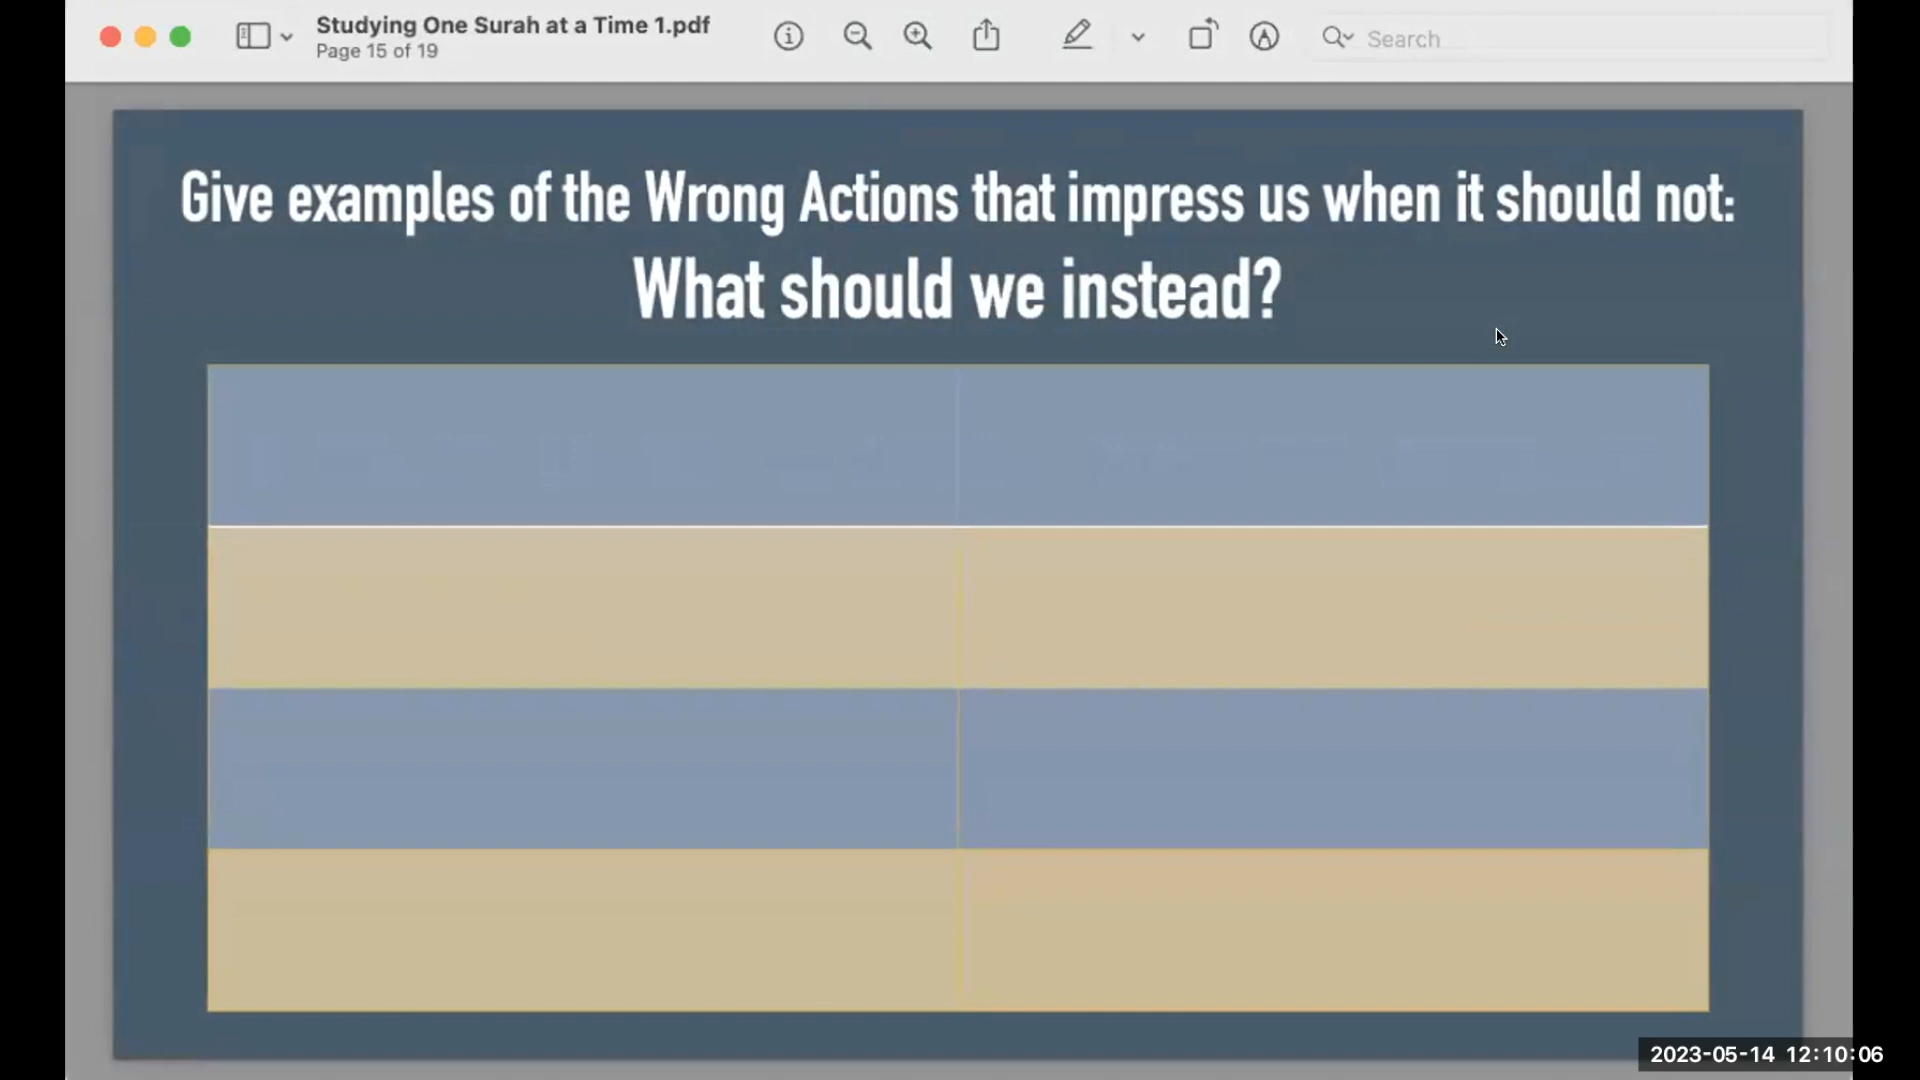 Studying One Surah at a Time 1.pdf
Page 15 of 19
Search
Give examples of the Wrong Actions that impress us when it should not:
What should we instead?
2023-05-14 12:10:06